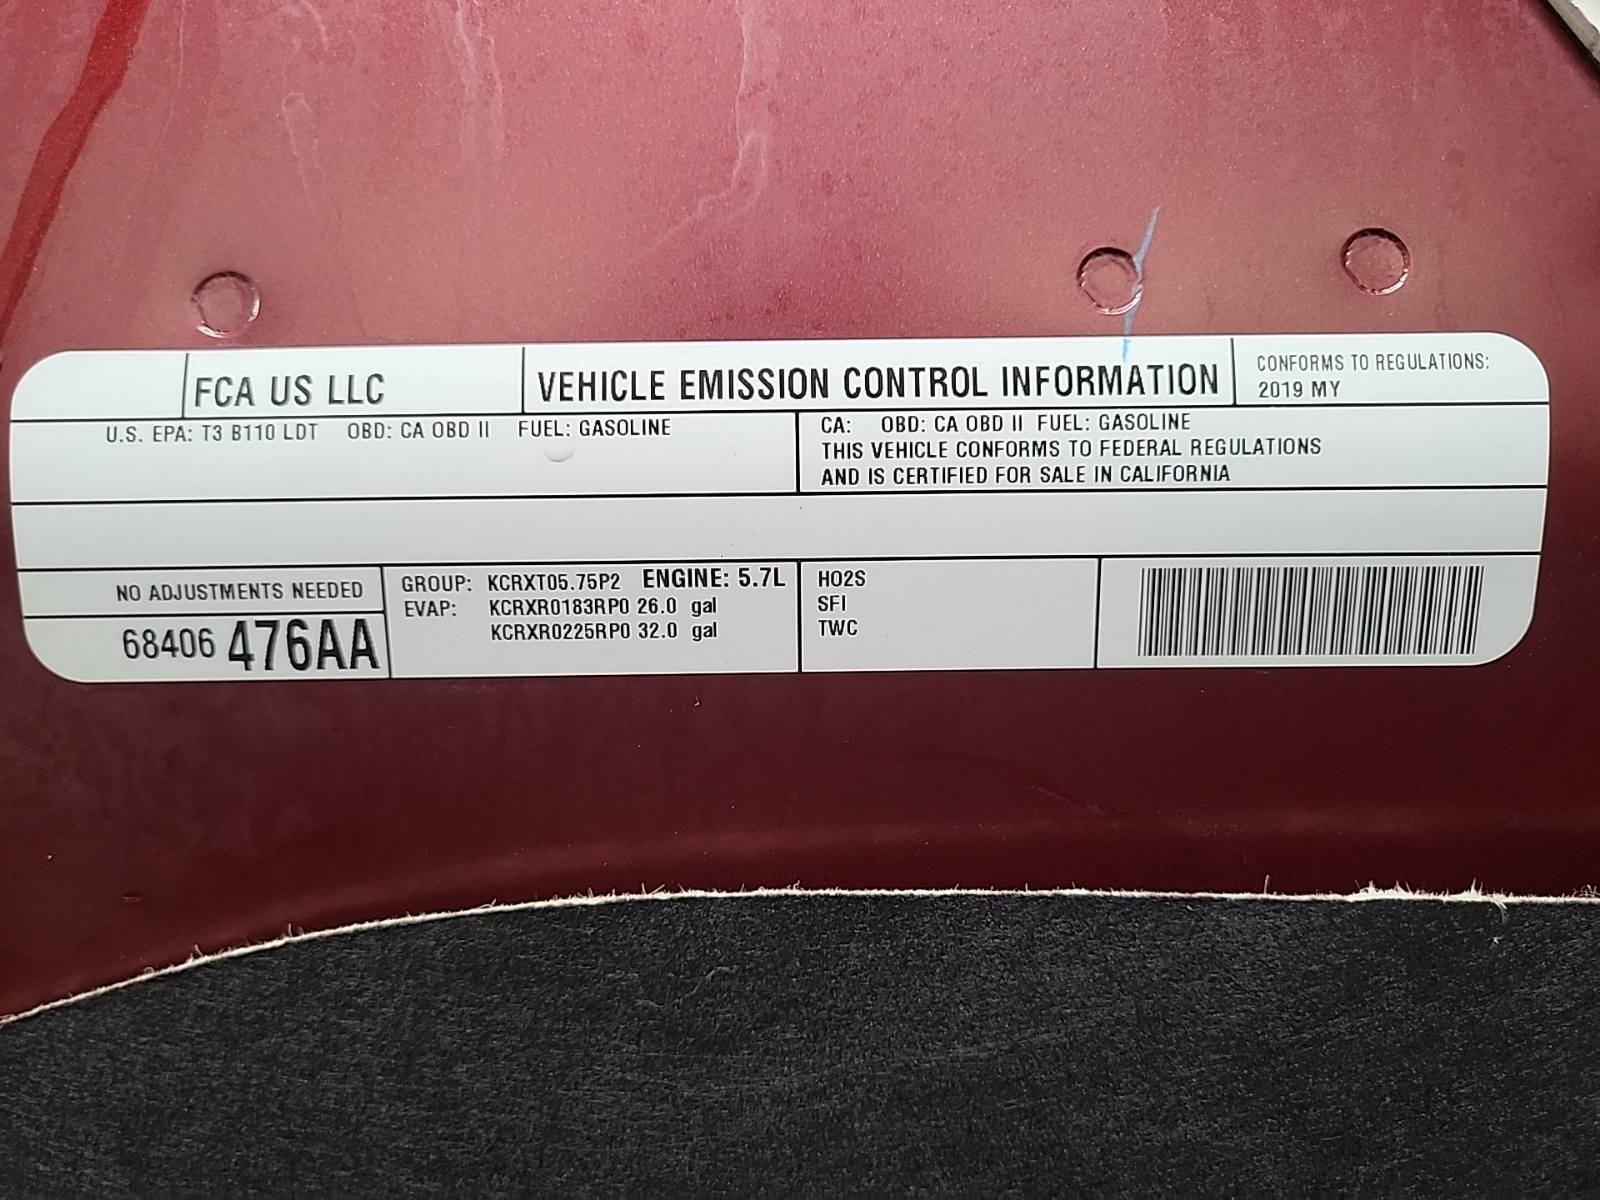 FCA US LLC
VEHICLE EMISSION CONTROL INFORMATION
CONFORMS TO REGULATIONS:
2019 MY
U.S. EPA: T3 B110 LDT OBD: CA OBD II FUEL: GASOLINE
CA: OBD: CA OBD II FUEL: GASOLINE
THIS VEHICLE CONFORMS TO FEDERAL REGULATIONS
AND IS CERTIFIED FOR SALE IN CALIFORNIA
NO ADJUSTMENTS NEEDED
68406 476AA
GROUP: KCRXT05.75P2 ENGINE: 5.7L
EVAP: KCRXR0183RP0 26.0 gal
KCRXR0225RP0 32.0 gal
HO2S
SFI
TWC